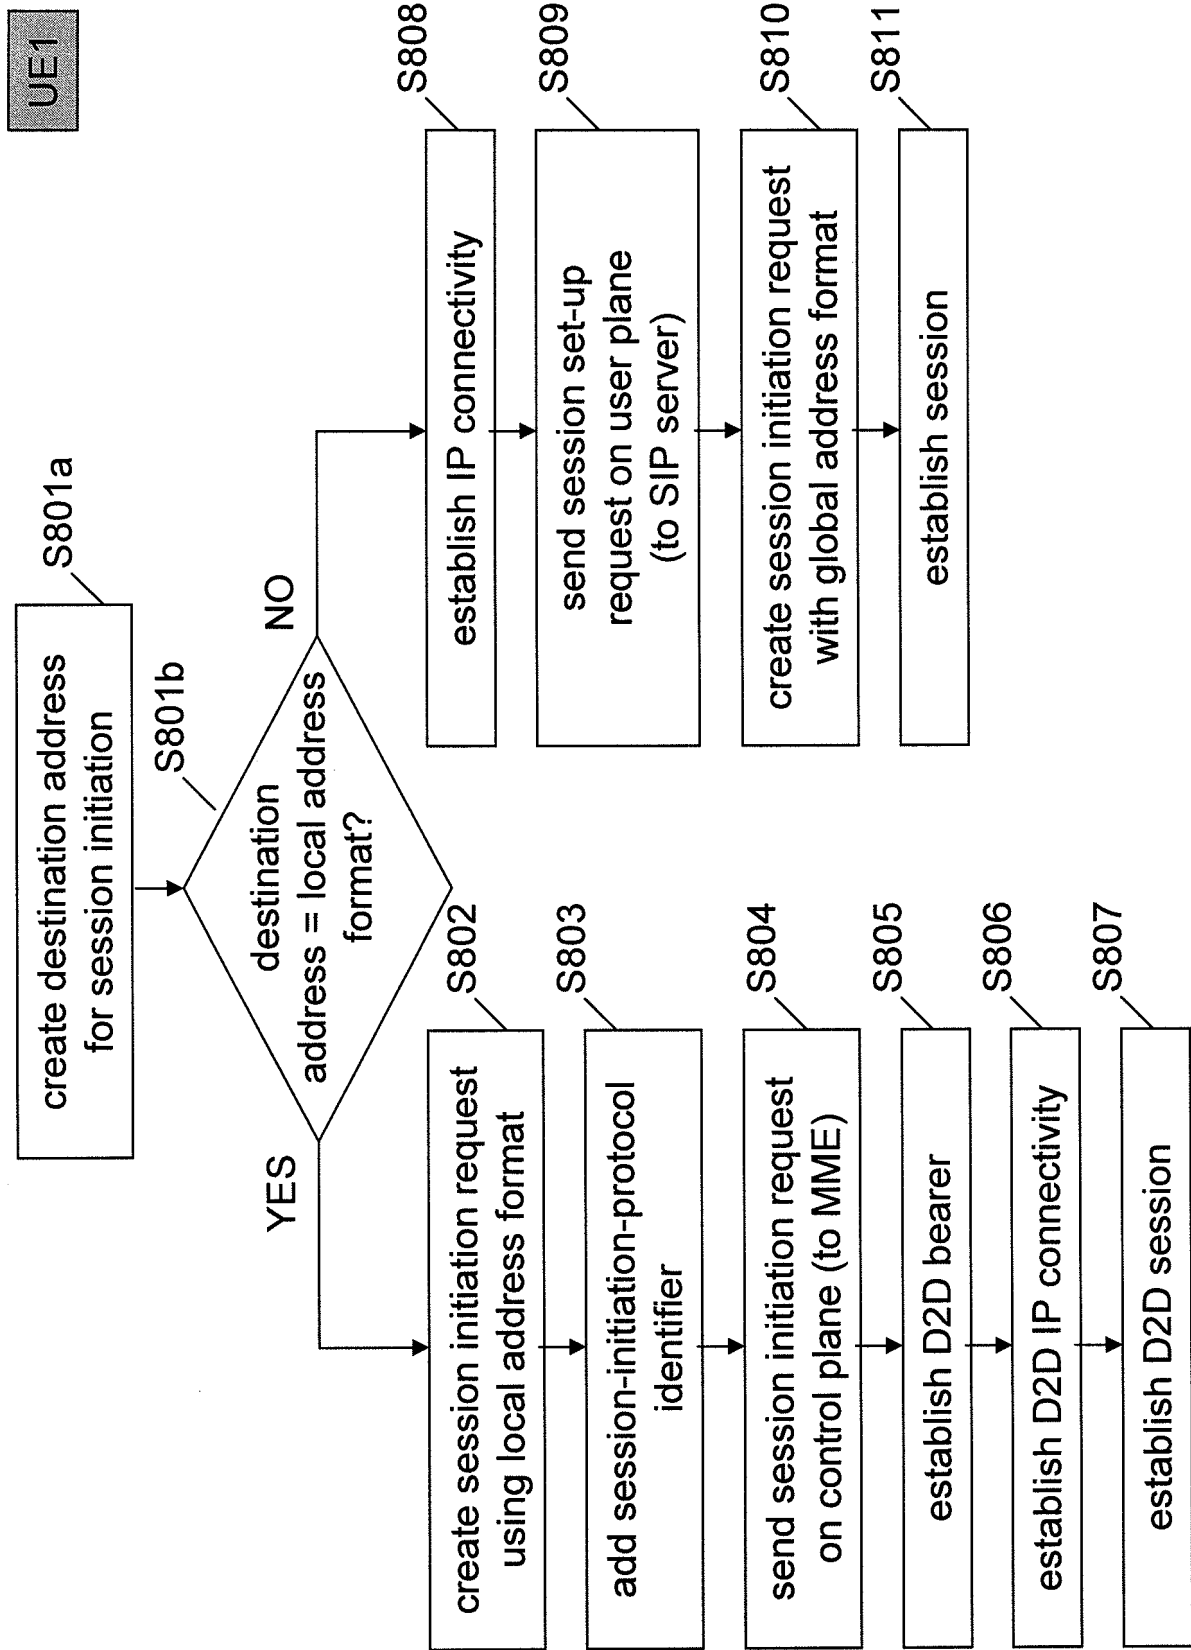 UE1
create destination address
for session initiation
S801a
S801b
destination
address = local address
format?
YES
NO
create session initiation request
using local address format
S802
add session-initiation-protocol
identifier
S803
send session initiation request
on control plane (to MME)
S804
establish D2D bearer
S805
establish D2D IP connectivity
S806
establish D2D session
S807
establish IP connectivity
S808
send session set-up
request on user plane
(to SIP server)
S809
create session initiation request
with global address format
S810
establish session
S811